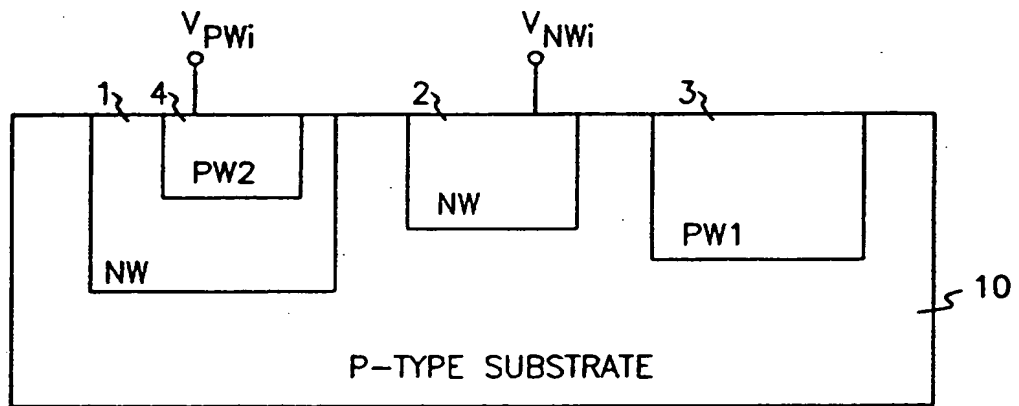 VPWi
VNWi
1 4 2 3
PW2
NW
NW
PW1
10
P-TYPE SUBSTRATE